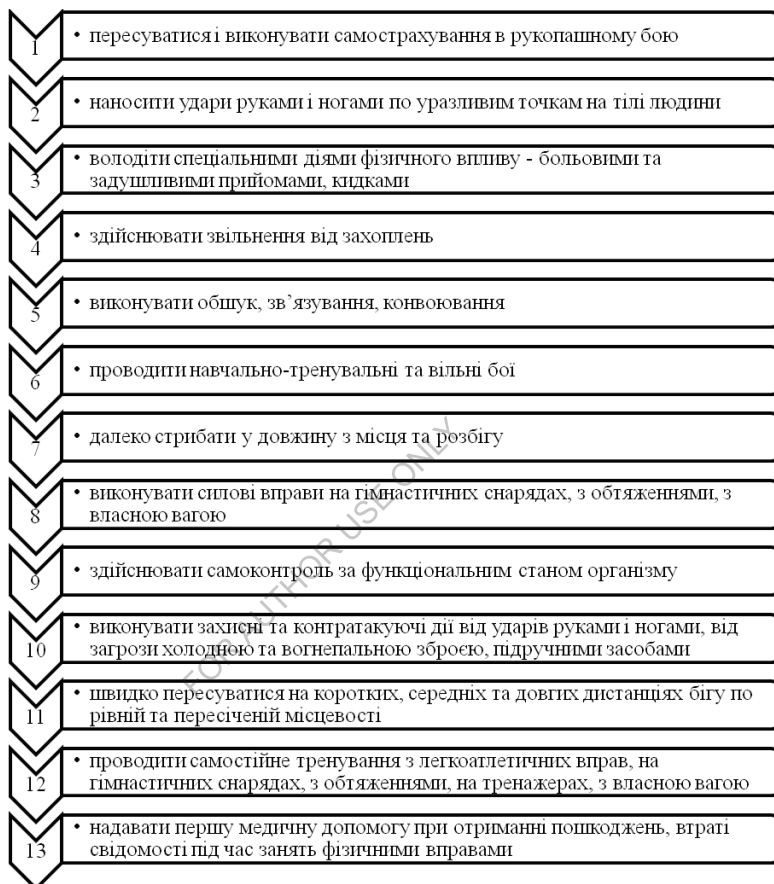 1
• пересуватися і виконувати самострахування в рукопашному бою
2
• наносити удари руками і ногами по уразливим точкам на тілі людини
3
• володіти спеціальними діями фізичного впливу - больовими та
задушливими прийомами, кидками
4
• здійснювати звільнення від захоплень
5
• виконувати обшук, зв’язування, конвоювання
6
• проводити навчально-тренувальні та вільні бої
7
• далеко стрибати у довжину з місця та розбігу
8
• виконувати силові вправи на гімнастичних снарядах, з обтяженнями, з
власною вагою
9
• здійснювати самоконтроль за функціональним станом організму
10
• виконувати захисні та контратакуючі дії від ударів руками і ногами, від
загрози холодною та вогнепальною зброєю, підручними засобами
11
• швидко пересуватися на коротких, середніх та довгих дистанціях бігу по
рівній та пересіченій місцевості
12
• проводити самостійне тренування з легкоатлетичних вправ, на
гімнастичних снарядах, з обтяженнями, на тренажерах, з власною вагою
13
• надавати першу медичну допомогу при отриманні пошкоджень, втраті
свідомості під час занять фізичними вправами
FOR AUTHOR USE ONLY